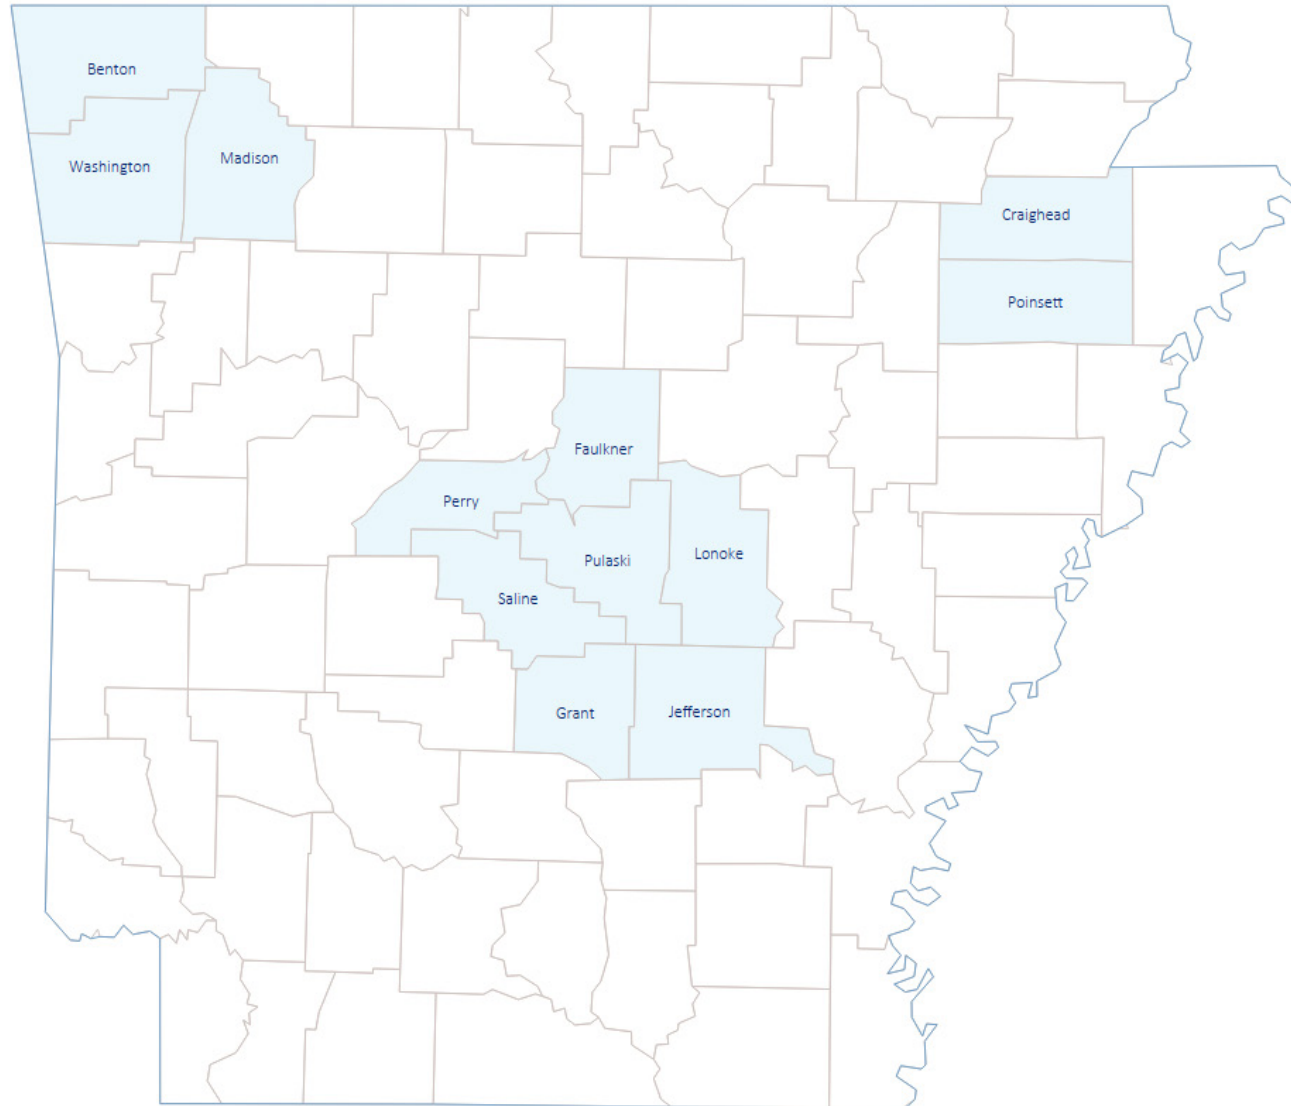 Benton
Washington
Madison
Craighead
Poinsett
Faulkner
Perry
Pulaski
Lonoke
Saline
Grant
Jefferson